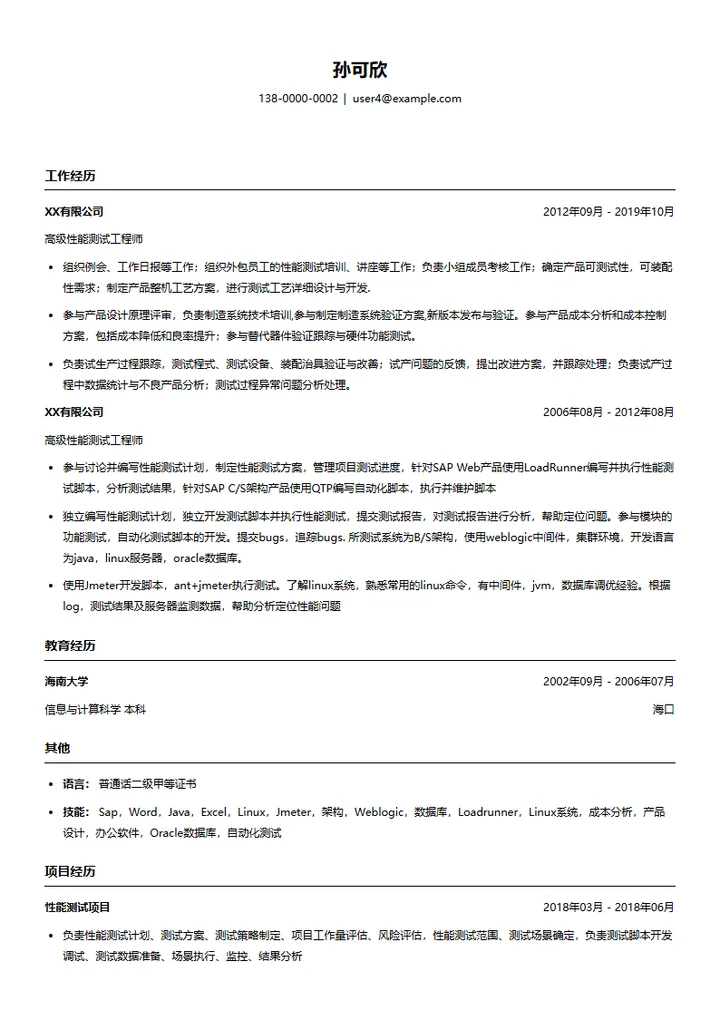 孙可欣
138-0000-0002 | user4@example.com
工作经历
XX有限公司 2012年09月 - 2019年10月
高级性能测试工程师
• 组织例会、工作日报等工作；组织外包员工的性能测试培训、讲座等工作；负责小组成员考核工作；确定产品可测试性，可装配
性需求；制定产品整机工艺方案，进行测试工艺详细设计与开发.
• 参与产品设计原理评审，负责制造系统技术培训,参与制定制造系统验证方案,新版本发布与验证。参与产品成本分析和成本控制
方案，包括成本降低和良率提升；参与替代器件验证跟踪与硬件功能测试。
• 负责试生产过程跟踪，测试程式、测试设备、装配治具验证与改善；试产问题的反馈，提出改进方案，并跟踪处理；负责试产过
程中数据统计与不良产品分析；测试过程异常问题分析处理。
XX有限公司 2006年08月 - 2012年08月
高级性能测试工程师
• 参与讨论并编写性能测试计划，制定性能测试方案，管理项目测试进度，针对SAP Web产品使用LoadRunner编写并执行性能测
试脚本，分析测试结果，针对SAP C/S架构产品使用QTP编写自动化脚本，执行并维护脚本
• 独立编写性能测试计划，独立开发测试脚本并执行性能测试，提交测试报告，对测试报告进行分析，帮助定位问题。参与模块的
功能测试，自动化测试脚本的开发。提交bugs，追踪bugs. 所测试系统为B/S架构，使用weblogic中间件，集群环境，开发语言
为java，linux服务器，oracle数据库。
• 使用Jmeter开发脚本，ant+jmeter执行测试。了解linux系统，熟悉常用的linux命令，有中间件，jvm，数据库调优经验。根据
log，测试结果及服务器监测数据，帮助分析定位性能问题
教育经历
海南大学 2002年09月 - 2006年07月
信息与计算科学 本科 海口
其他
• 语言： 普通话二级甲等证书
• 技能： Sap，Word，Java，Excel，Linux，Jmeter，架构，Weblogic，数据库，Loadrunner，Linux系统，成本分析，产品
设计，办公软件，Oracle数据库，自动化测试
项目经历
性能测试项目 2018年03月 - 2018年06月
• 负责性能测试计划、测试方案、测试策略制定、项目工作量评估、风险评估，性能测试范围、测试场景确定，负责测试脚本开发
调试、测试数据准备、场景执行、监控、结果分析